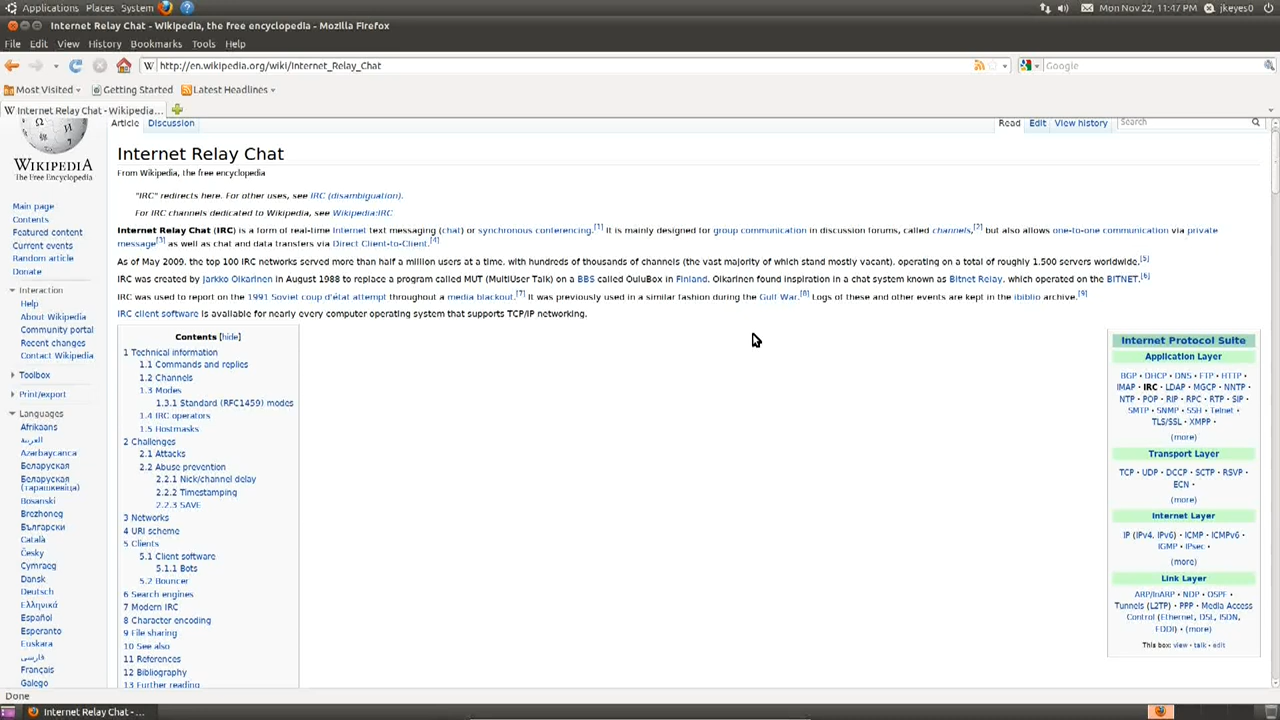 Applications Places System Mon Nov 22, 11:47 PM jkeyes0
Internet Relay Chat - Wikipedia, the free encyclopedia - Mozilla Firefox
File Edit View History Bookmarks Tools Help
http://en.wikipedia.org/wiki/Internet_Relay_Chat Google
Most Visited Getting Started Latest Headlines
Internet Relay Chat - Wikipedia...
Article Discussion Read Edit View history Search
WIKIPEDIA
The Free Encyclopedia
Main page
Contents
Featured content
Current events
Random article
Donate
Interaction
Help
About Wikipedia
Community portal
Recent changes
Contact Wikipedia
Toolbox
Print/export
Languages
Afrikaans
العربية
Azərbaycanca
Беларуская
Беларуская
(тарашкевіца)
Bosanski
Brezhoneg
Български
Català
Česky
Cymraeg
Dansk
Deutsch
Ελληνικά
Español
Esperanto
Euskara
فارسی
Français
Galego
Internet Relay Chat
From Wikipedia, the free encyclopedia
"IRC" redirects here. For other uses, see IRC (disambiguation).
For IRC channels dedicated to Wikipedia, see Wikipedia:IRC.
Internet Relay Chat (IRC) is a form of real-time Internet text messaging (chat) or synchronous conferencing.[1] It is mainly designed for group communication in discussion forums, called channels,[2] but also allows one-to-one communication via private
message[3] as well as chat and data transfers via Direct Client-to-Client.[4]
As of May 2009, the top 100 IRC networks served more than half a million users at a time, with hundreds of thousands of channels (the vast majority of which stand mostly vacant), operating on a total of roughly 1,500 servers worldwide.[5]
IRC was created by Jarkko Oikarinen in August 1988 to replace a program called MUT (MultiUser Talk) on a BBS called OuluBox in Finland. Oikarinen found inspiration in a chat system known as Bitnet Relay, which operated on the BITNET.[6]
IRC was used to report on the 1991 Soviet coup d'état attempt throughout a media blackout.[7] It was previously used in a similar fashion during the Gulf War.[8] Logs of these and other events are kept in the ibiblio archive.[9]
IRC client software is available for nearly every computer operating system that supports TCP/IP networking.
Contents [hide]
1 Technical information
1.1 Commands and replies
1.2 Channels
1.3 Modes
1.3.1 Standard (RFC1459) modes
1.4 IRC operators
1.5 Hostmasks
2 Challenges
2.1 Attacks
2.2 Abuse prevention
2.2.1 Nick/channel delay
2.2.2 Timestamping
2.2.3 SAVE
3 Networks
4 URI scheme
5 Clients
5.1 Client software
5.1.1 Bots
5.2 Bouncer
6 Search engines
7 Modern IRC
8 Character encoding
9 File sharing
10 See also
11 References
12 Bibliography
13 Further reading
Internet Protocol Suite
Application Layer
BGP · DHCP · DNS · FTP · HTTP ·
IMAP · IRC · LDAP · MGCP · NNTP ·
NTP · POP · RIP · RPC · RTP · SIP ·
SMTP · SNMP · SSH · Telnet ·
TLS/SSL · XMPP ·
(more)
Transport Layer
TCP · UDP · DCCP · SCTP · RSVP ·
ECN ·
(more)
Internet Layer
IP (IPv4, IPv6) · ICMP · ICMPv6 ·
IGMP · IPsec ·
(more)
Link Layer
ARP/InARP · NDP · OSPF ·
Tunnels (L2TP) · PPP · Media Access
Control (Ethernet, DSL, ISDN,
FDDI) · (more)
This box: view · talk · edit
Done
Internet Relay Chat - ...